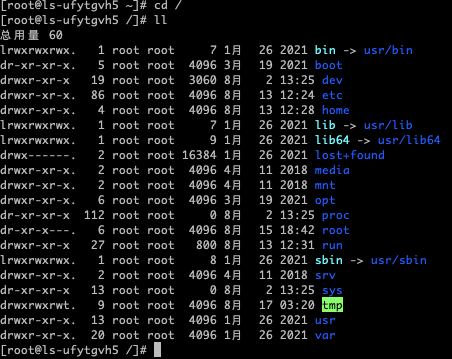 [root@ls-ufytgvh5 ~]# cd /
[root@ls-ufytgvh5 /]# ll
总用量 60
lrwxrwxrwx.   1 root root     7 1月  26 2021 bin -> usr/bin
dr-xr-xr-x.   5 root root  4096 3月  19 2021 boot
drwxr-xr-x   19 root root  3060 8月   2 13:25 dev
drwxr-xr-x.  86 root root  4096 8月  13 12:24 etc
drwxr-xr-x.   4 root root  4096 8月  13 12:28 home
lrwxrwxrwx.   1 root root     7 1月  26 2021 lib -> usr/lib
lrwxrwxrwx.   1 root root     9 1月  26 2021 lib64 -> usr/lib64
drwx------.   2 root root 16384 1月  26 2021 lost+found
drwxr-xr-x.   2 root root  4096 4月  11 2018 media
drwxr-xr-x.   2 root root  4096 4月  11 2018 mnt
drwxr-xr-x.   6 root root  4096 3月  19 2021 opt
dr-xr-xr-x  112 root root     0 8月   2 13:25 proc
dr-xr-x---.   6 root root  4096 8月  15 18:42 root
drwxr-xr-x   27 root root   800 8月  13 12:31 run
lrwxrwxrwx.   1 root root     8 1月  26 2021 sbin -> usr/sbin
drwxr-xr-x.   2 root root  4096 4月  11 2018 srv
dr-xr-xr-x   13 root root     0 8月   2 13:25 sys
drwxrwxrwt.   9 root root  4096 8月  17 03:20 tmp
drwxr-xr-x.  13 root root  4096 1月  26 2021 usr
drwxr-xr-x.  20 root root  4096 1月  26 2021 var
[root@ls-ufytgvh5 /]#